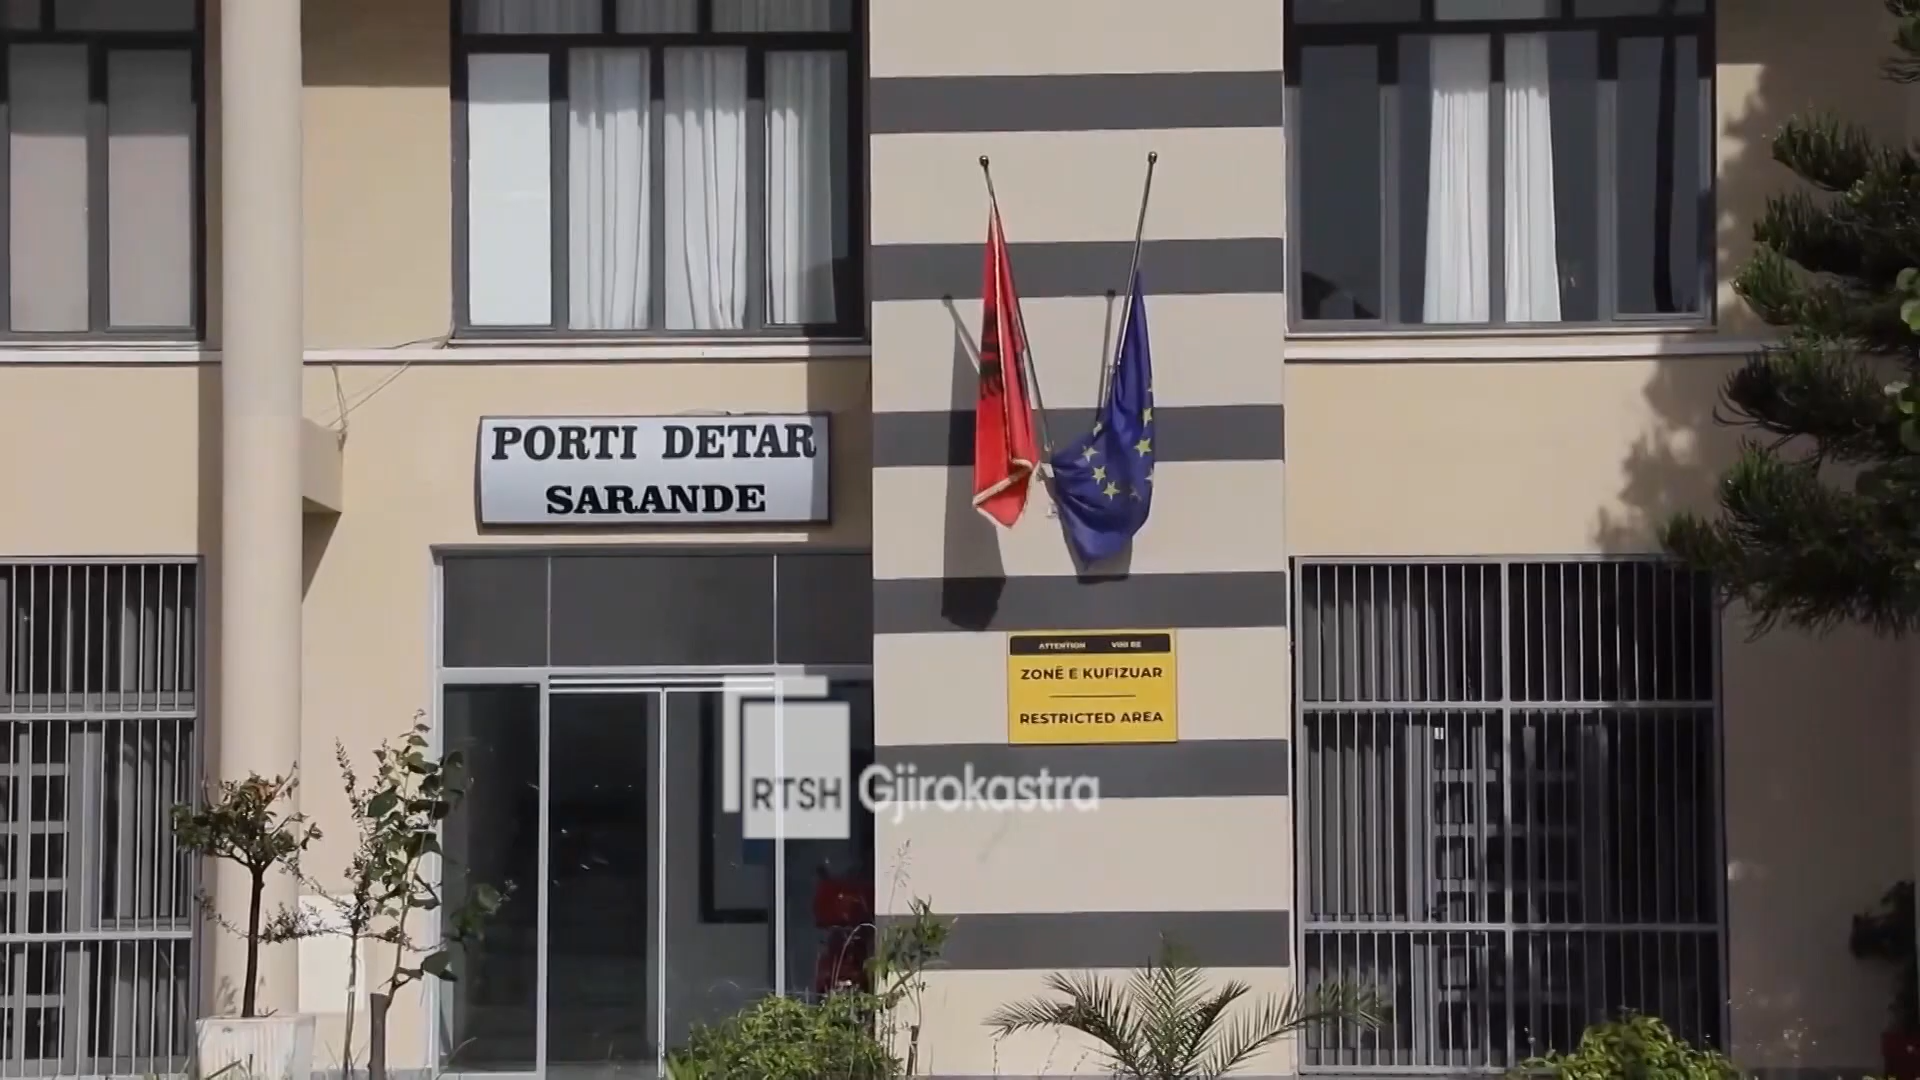 PORTI DETAR
SARANDE
ATTENTION
ZONË E KUFIZUAR
RESTRICTED AREA
RTSH Gjirokastra